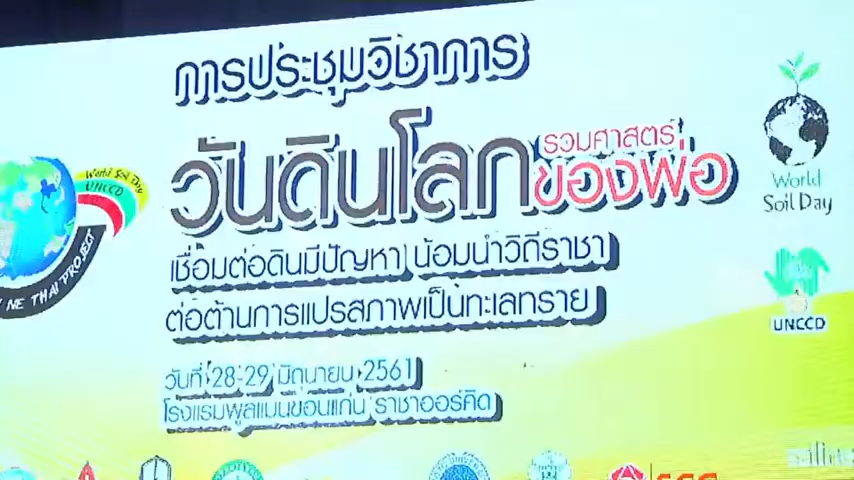 การประชุมวิชาการ
วันดินโลก
รวมศาสตร์
ของพ่อ
เชื่อมต่อดินมีปัญหา น้อมนำวิถีราชา
ต่อต้านการแปรสภาพเป็นทะเลทราย
วันที่ 28-29 มิถุนายน 2561
โรงแรมพูลแมนขอนแก่น ราชาออร์คิด
World Soil Day
UNCCD
NE THAI PROJECT
World
Soil Day
UNCCD